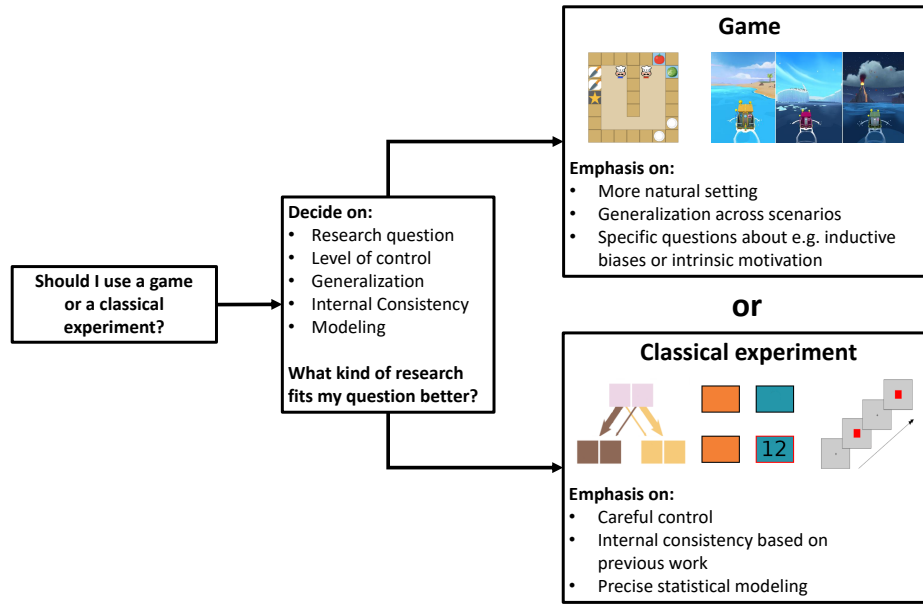 Should I use a game
or a classical
experiment?
Decide on:
• Research question
• Level of control
• Generalization
• Internal Consistency
• Modeling
What kind of research
fits my question better?
Game
Emphasis on:
• More natural setting
• Generalization across scenarios
• Specific questions about e.g. inductive
biases or intrinsic motivation
or
Classical experiment
12
Emphasis on:
• Careful control
• Internal consistency based on
previous work
• Precise statistical modeling